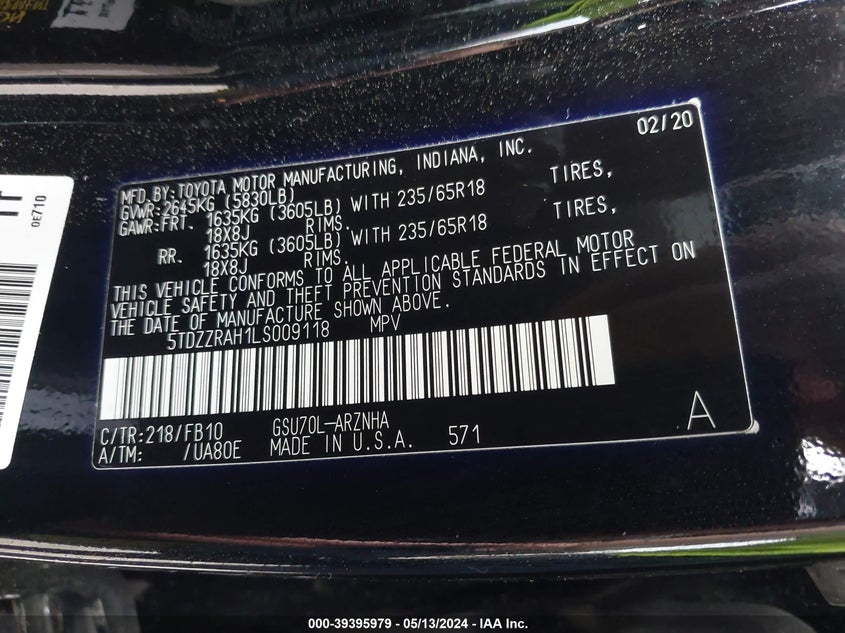 02/20
MFD.BY:TOYOTA MOTOR MANUFACTURING, INDIANA, INC.
GVWR:2645KG (5830LB)
GAWR:FRT. 1635KG (3605LB) WITH 235/65R18 TIRES,
18X8J RIMS.
RR. 1635KG (3605LB) WITH 235/65R18 TIRES,
18X8J RIMS.
THIS VEHICLE CONFORMS TO ALL APPLICABLE FEDERAL MOTOR
VEHICLE SAFETY AND THEFT PREVENTION STANDARDS IN EFFECT ON
THE DATE OF MANUFACTURE SHOWN ABOVE.
5TDZZRAH1LS009118 MPV
C/TR:218/FB10 GSU70L-ARZNHA
A/TM: /UA80E MADE IN U.S.A. 571
A
0E710
000-39395979 - 05/13/2024 - IAA Inc.